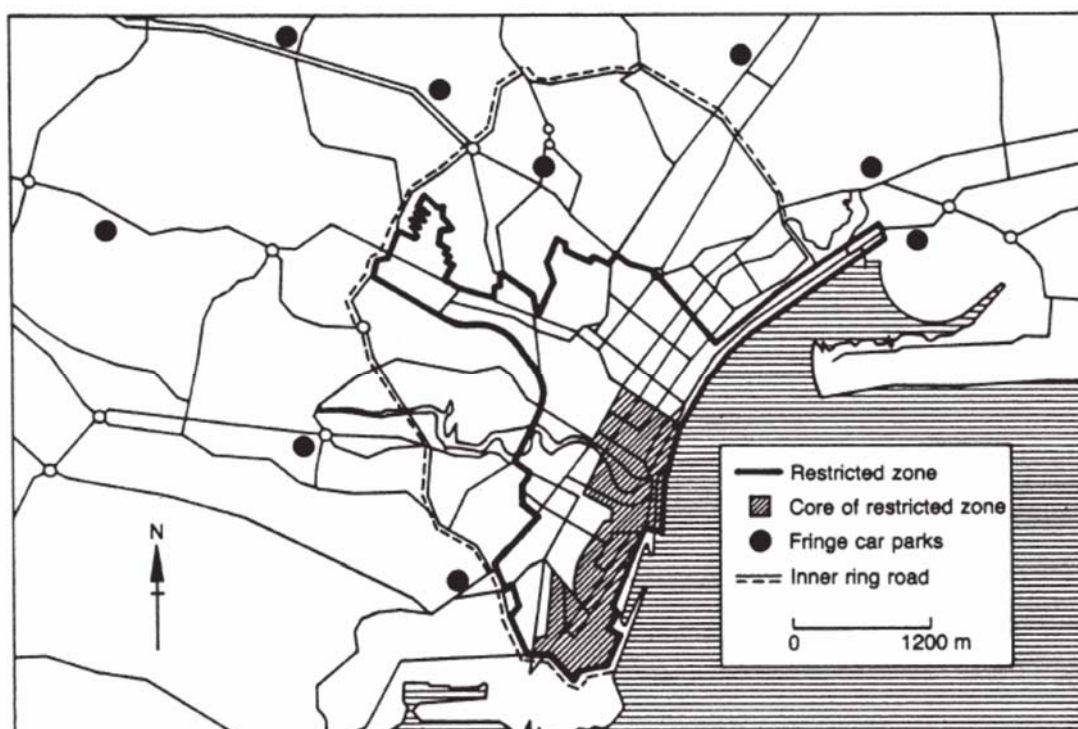 N
Restricted zone
Core of restricted zone
Fringe car parks
Inner ring road
0 1200 m